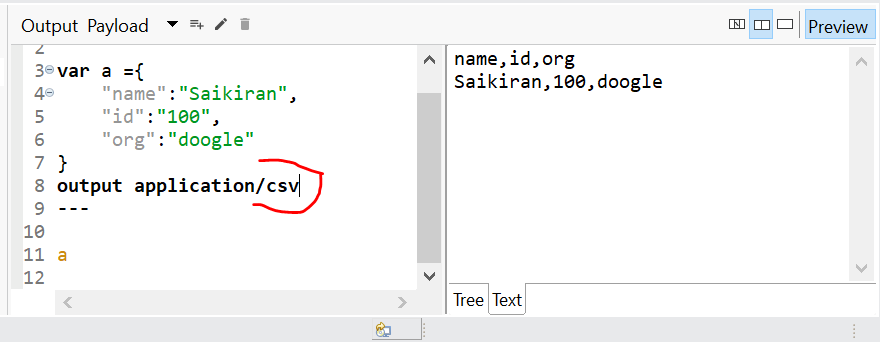 Output Payload Preview
2
3 var a ={
4 "name":"Saikiran",
5 "id":"100",
6 "org":"doogle"
7 }
8 output application/csv
9 ---
10
11 a
12
name,id,org
Saikiran,100,doogle
Tree Text